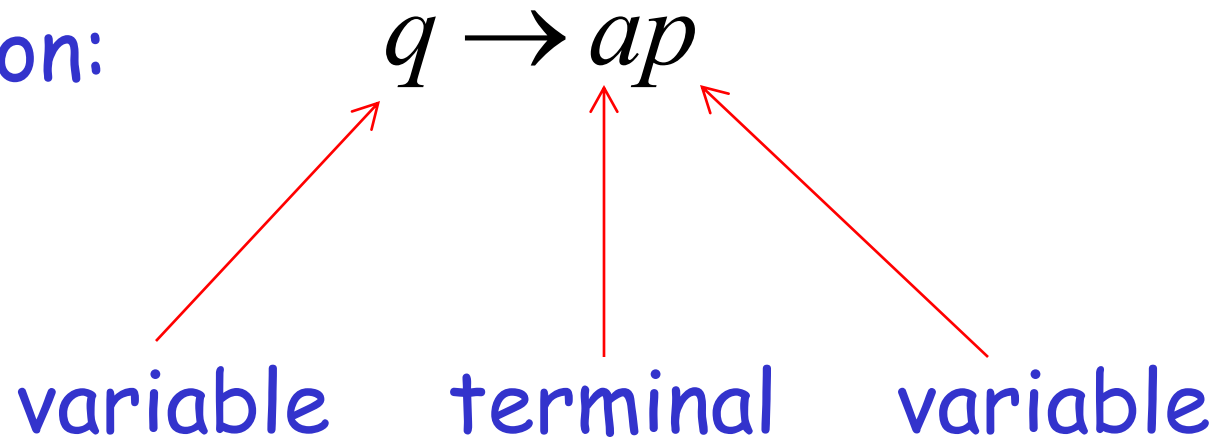 on: q → ap
variable terminal variable